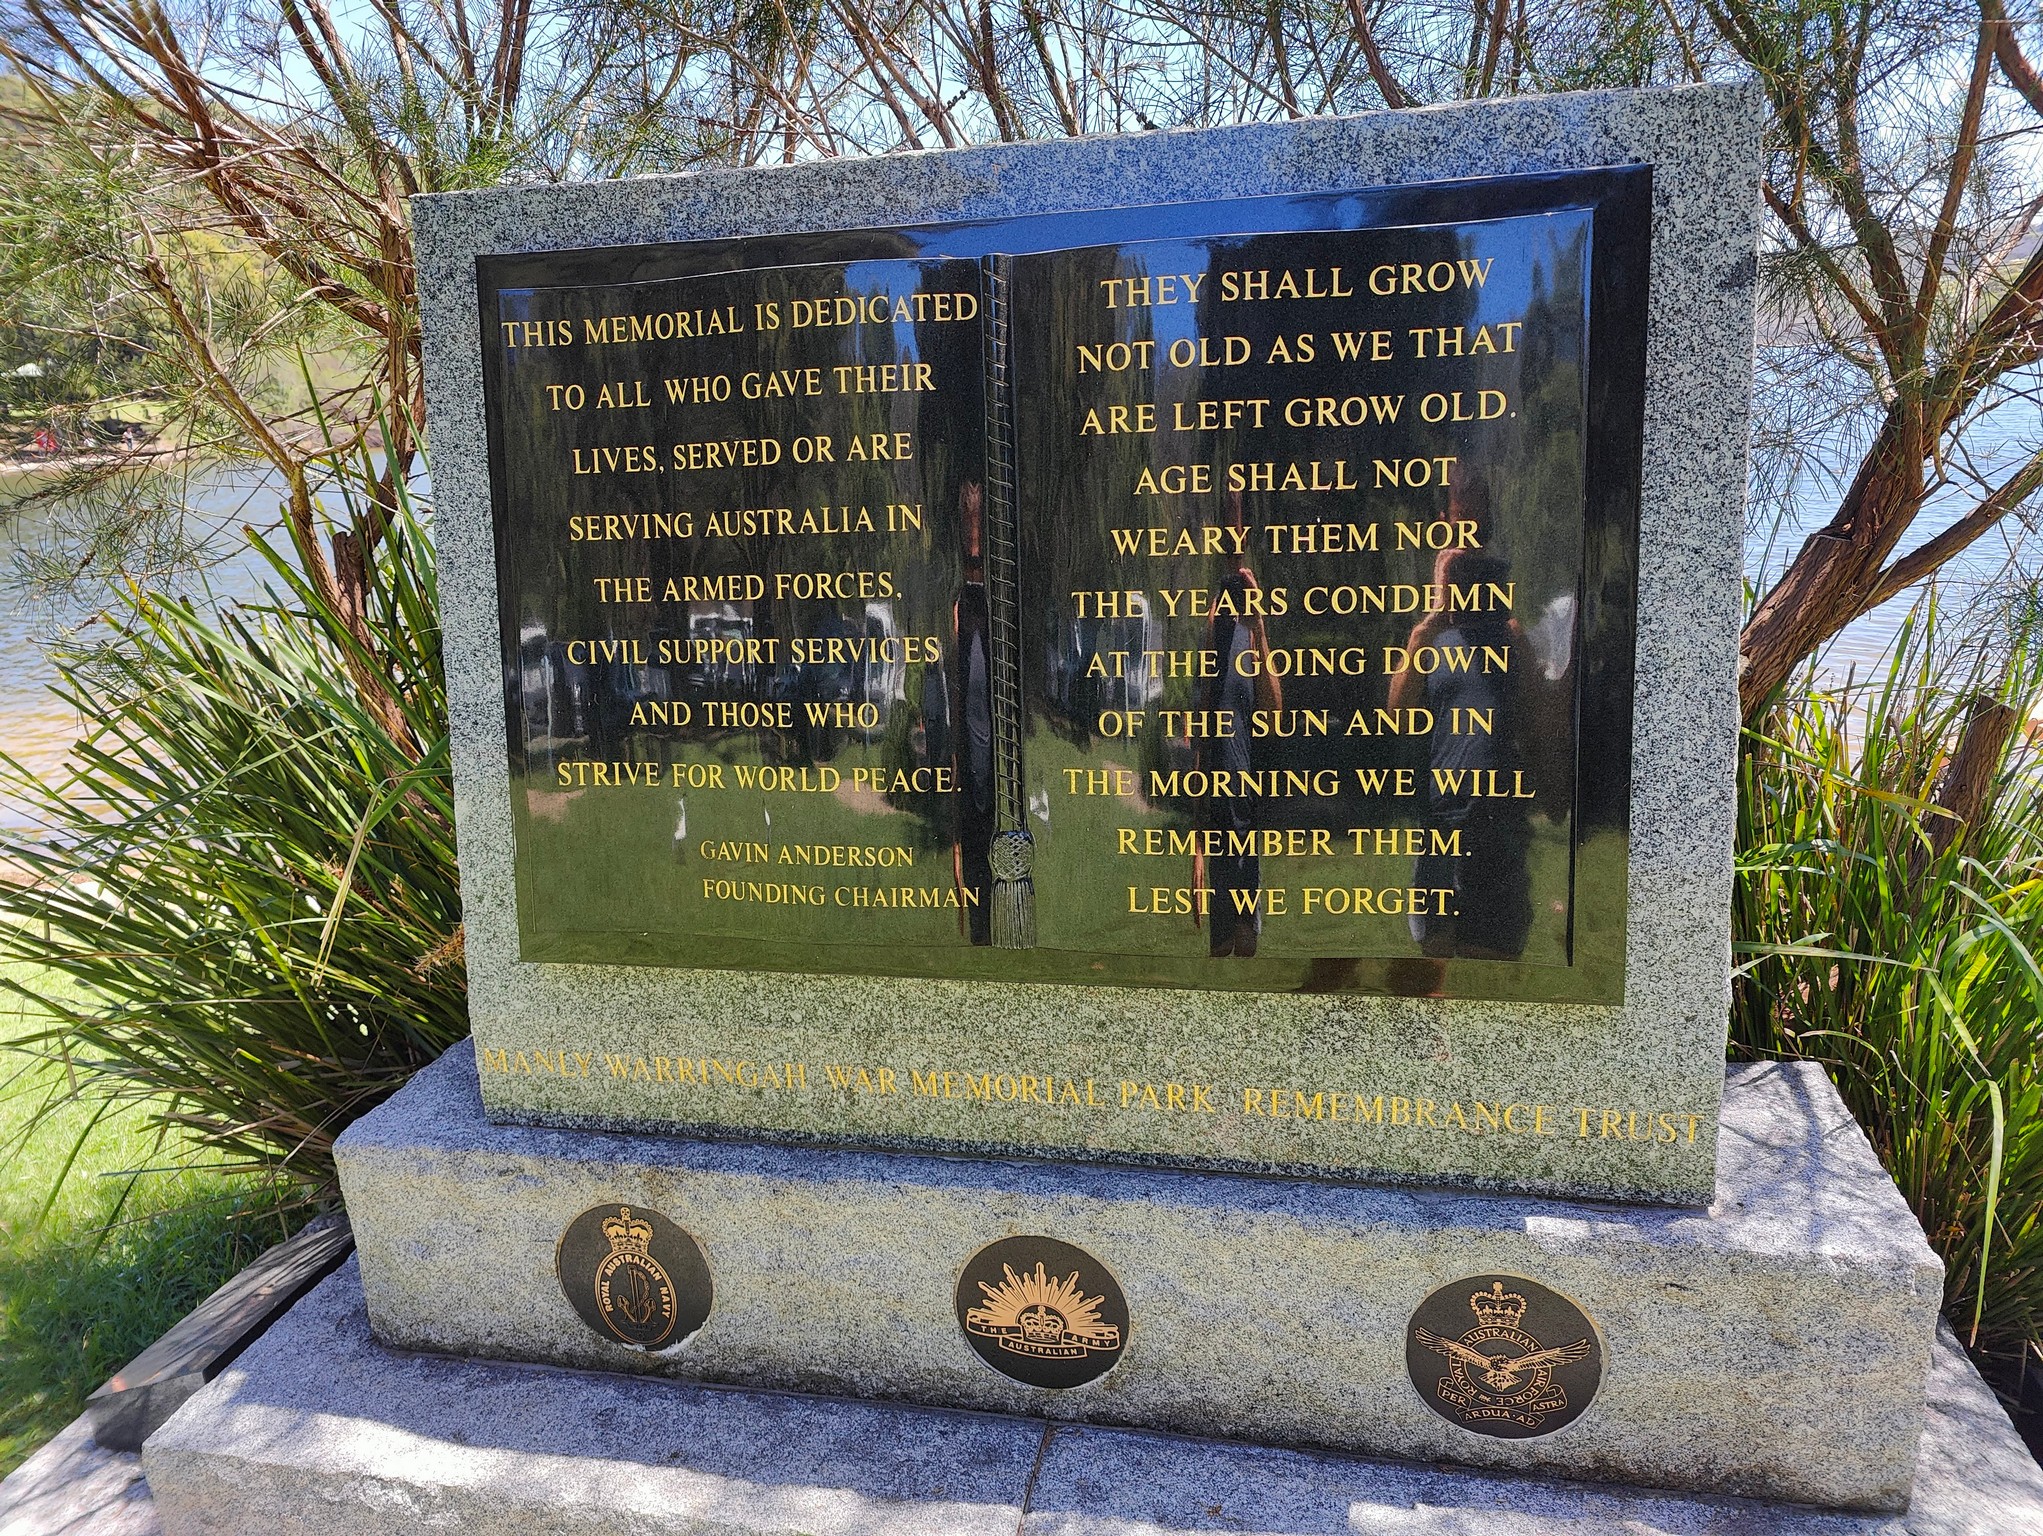 THIS MEMORIAL IS DEDICATED
TO ALL WHO GAVE THEIR
LIVES, SERVED OR ARE
SERVING AUSTRALIA IN
THE ARMED FORCES,
CIVIL SUPPORT SERVICES
AND THOSE WHO
STRIVE FOR WORLD PEACE.
GAVIN ANDERSON
FOUNDING CHAIRMAN
THEY SHALL GROW
NOT OLD AS WE THAT
ARE LEFT GROW OLD.
AGE SHALL NOT
WEARY THEM NOR
THE YEARS CONDEMN
AT THE GOING DOWN
OF THE SUN AND IN
THE MORNING WE WILL
REMEMBER THEM.
LEST WE FORGET.
MANLY WARRINGAH WAR MEMORIAL PARK REMEMBRANCE TRUST
ROYAL AUSTRALIAN NAVY
THE ARMY
AUSTRALIAN
ROYAL AUSTRALIAN AIR FORCE
PER ARDUA AD ASTRA